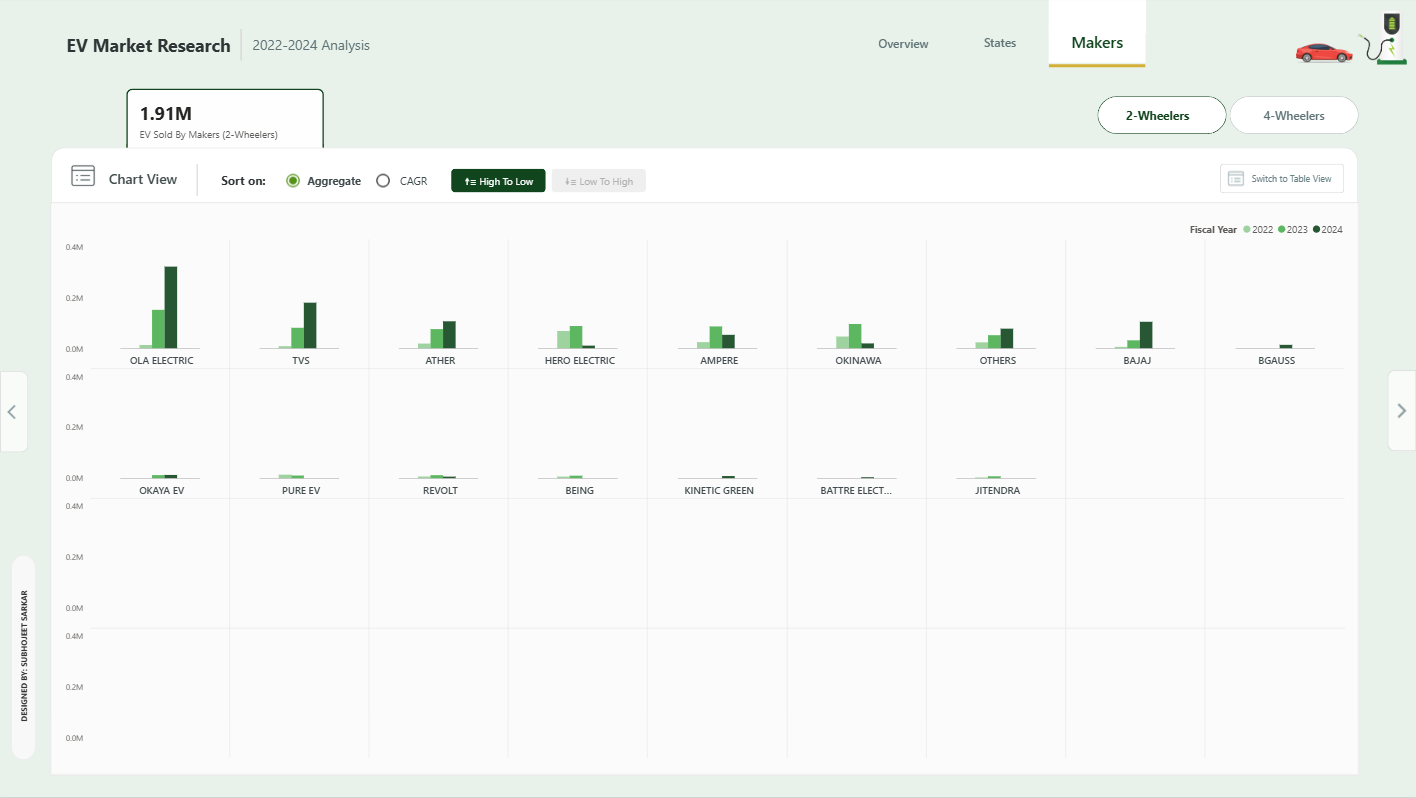 EV Market Research 2022-2024 Analysis
Overview States Makers
1.91M
EV Sold By Makers (2-Wheelers)
2-Wheelers 4-Wheelers
Chart View Sort on: Aggregate CAGR High To Low Low To High Switch to Table View
Fiscal Year 2022 2023 2024
0.4M
0.2M
0.0M
OLA ELECTRIC TVS ATHER HERO ELECTRIC AMPERE OKINAWA OTHERS BAJAJ BGAUSS
0.4M
0.2M
0.0M
OKAYA EV PURE EV REVOLT BEING KINETIC GREEN BATTRE ELECT... JITENDRA
0.4M
0.2M
0.0M
0.4M
0.2M
0.0M
DESIGNED BY: SUBHOJEET SARKAR